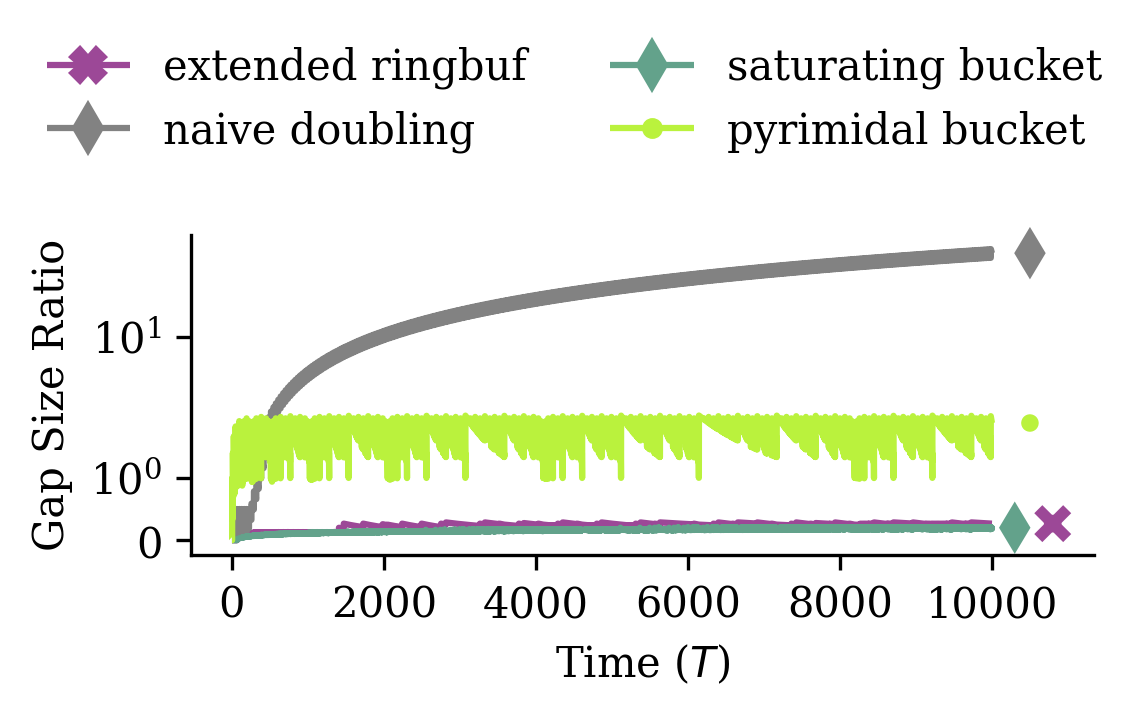 extended ringbuf
saturating bucket
naive doubling
pyrimidal bucket
Gap Size Ratio
10¹
10⁰
0
0 2000 4000 6000 8000 10000
Time (T)